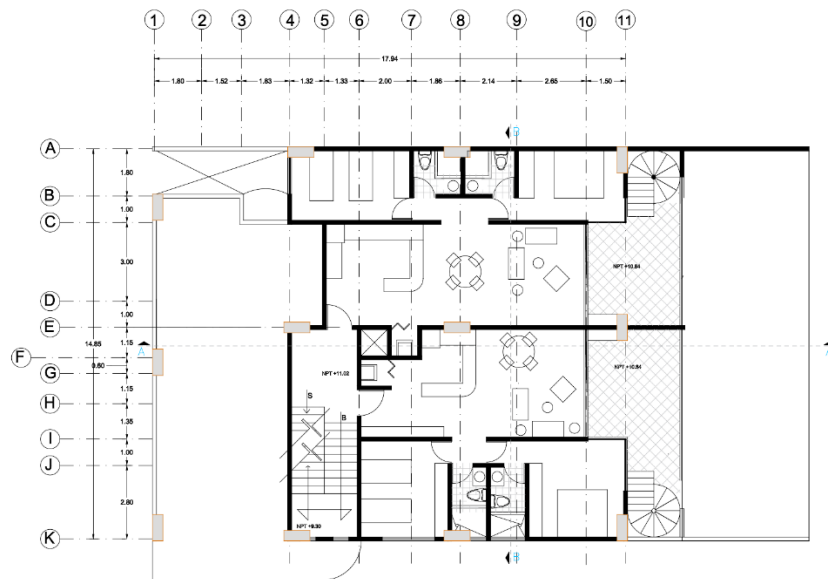 1 2 3 4 5 6 7 8 9 10 11
17.94
1.80 1.52 1.83 1.32 1.33 2.00 1.86 2.14 2.65 1.50
B
A
1.80
B
1.00
C
3.00
NPT +10.84
D
1.00
E
1.15
14.85
A
F
0.60
G
NPT +11.02
NPT +10.84
1.15
H
S
B
1.35
I
1.00
J
2.80
NPT +9.30
K
B